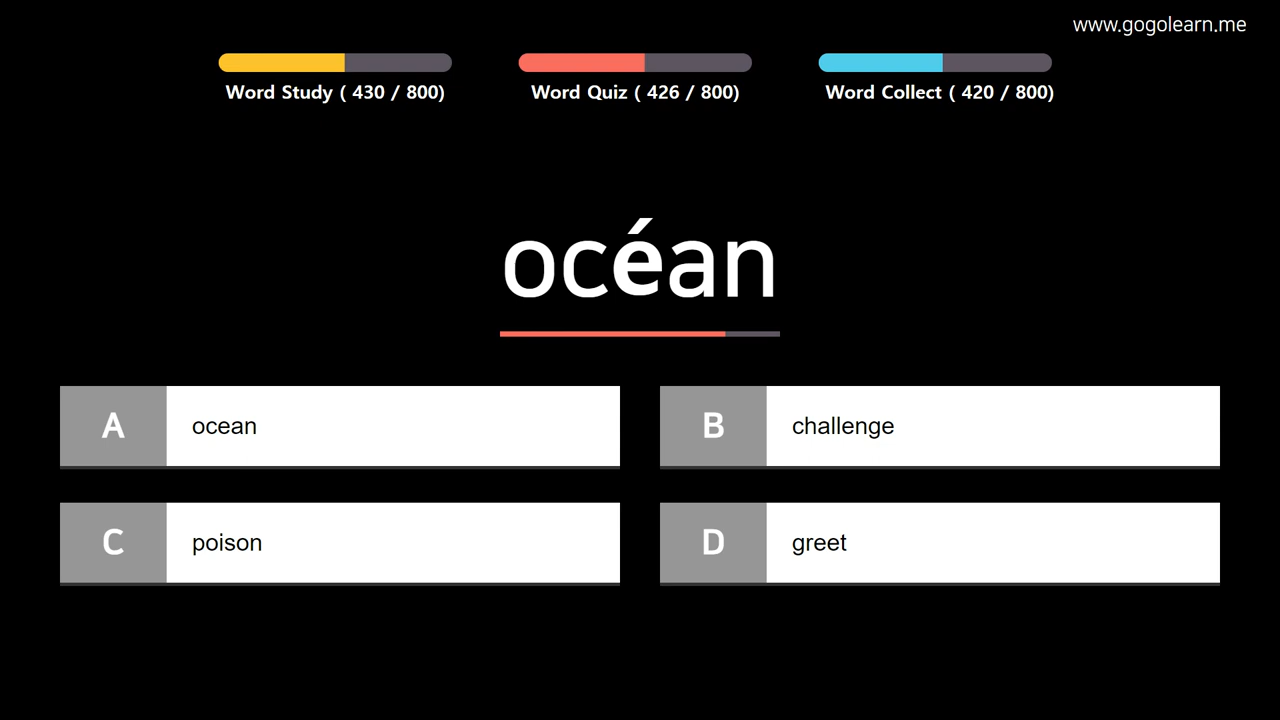 www.gogolearn.me
Word Study ( 430 / 800)
Word Quiz ( 426 / 800)
Word Collect ( 420 / 800)
océan
A
ocean
B
challenge
C
poison
D
greet